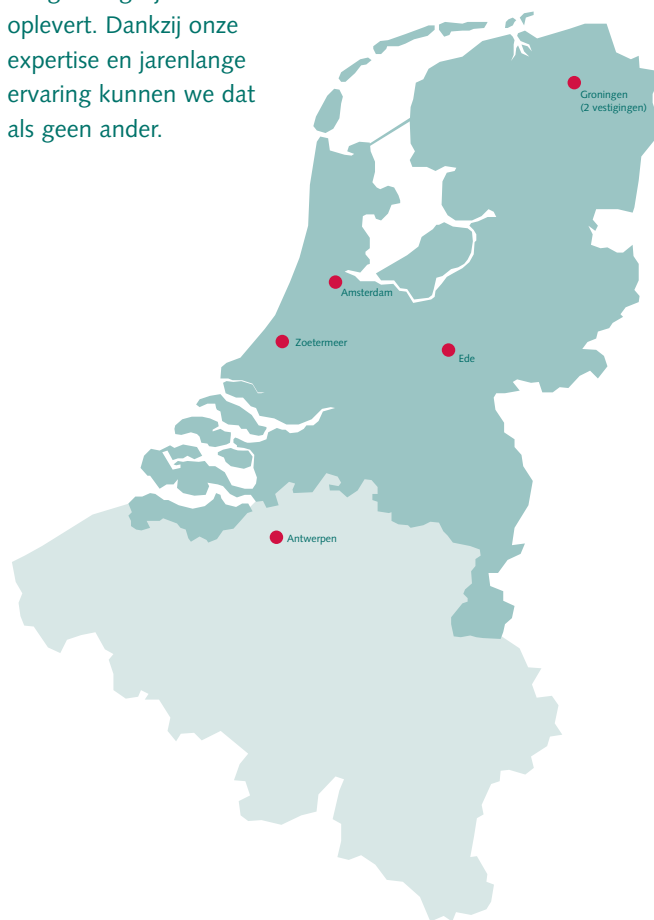 oplevert. Dankzij onze
expertise en jarenlange
ervaring kunnen we dat
als geen ander.
Groningen
(2 vestigingen)
Amsterdam
Zoetermeer
Ede
Antwerpen